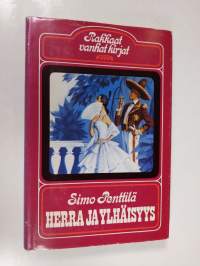 Rakkaat
vanhat kirjat
Simo Penttilä
HERRA JA YLHÄISYYS